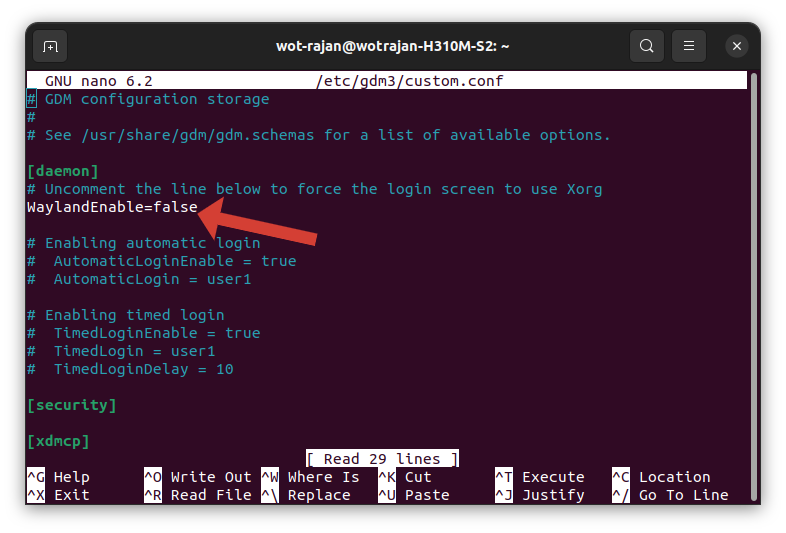 wot-rajan@wotrajan-H310M-S2: ~
GNU nano 6.2 /etc/gdm3/custom.conf
# GDM configuration storage
#
# See /usr/share/gdm/gdm.schemas for a list of available options.
[daemon]
# Uncomment the line below to force the login screen to use Xorg
WaylandEnable=false
# Enabling automatic login
#  AutomaticLoginEnable = true
#  AutomaticLogin = user1
# Enabling timed login
#  TimedLoginEnable = true
#  TimedLogin = user1
#  TimedLoginDelay = 10
[security]
[xdmcp]
[ Read 29 lines ]
^G Help ^O Write Out ^W Where Is ^K Cut ^T Execute ^C Location
^X Exit ^R Read File ^\ Replace ^U Paste ^J Justify ^/ Go To Line